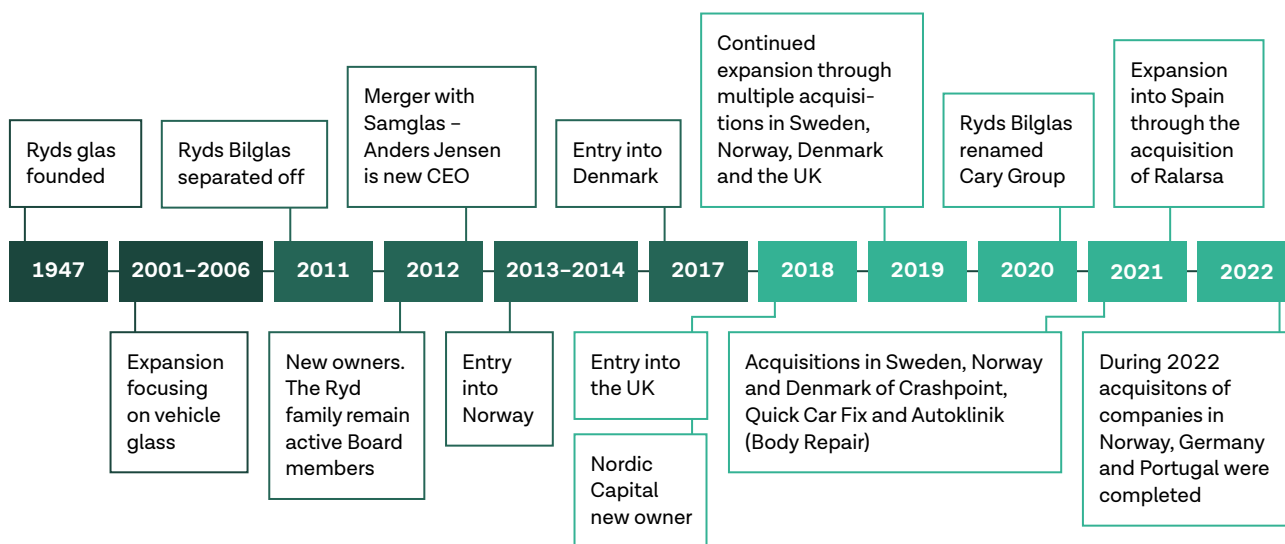 Ryds glas
founded
Ryds Bilglas
separated off
Merger with
Samglas –
Anders Jensen
is new CEO
Entry into
Denmark
Continued
expansion through
multiple acquisi-
tions in Sweden,
Norway, Denmark
and the UK
Ryds Bilglas
renamed
Cary Group
Expansion
into Spain
through the
acquisition
of Ralarsa
1947
2001–2006
2011
2012
2013–2014
2017
2018
2019
2020
2021
2022
Expansion
focusing
on vehicle
glass
New owners.
The Ryd
family remain
active Board
members
Entry
into
Norway
Entry into
the UK
Nordic
Capital
new owner
Acquisitions in Sweden, Norway
and Denmark of Crashpoint,
Quick Car Fix and Autoklinik
(Body Repair)
During 2022
acquisitons of
companies in
Norway, Germany
and Portugal were
completed